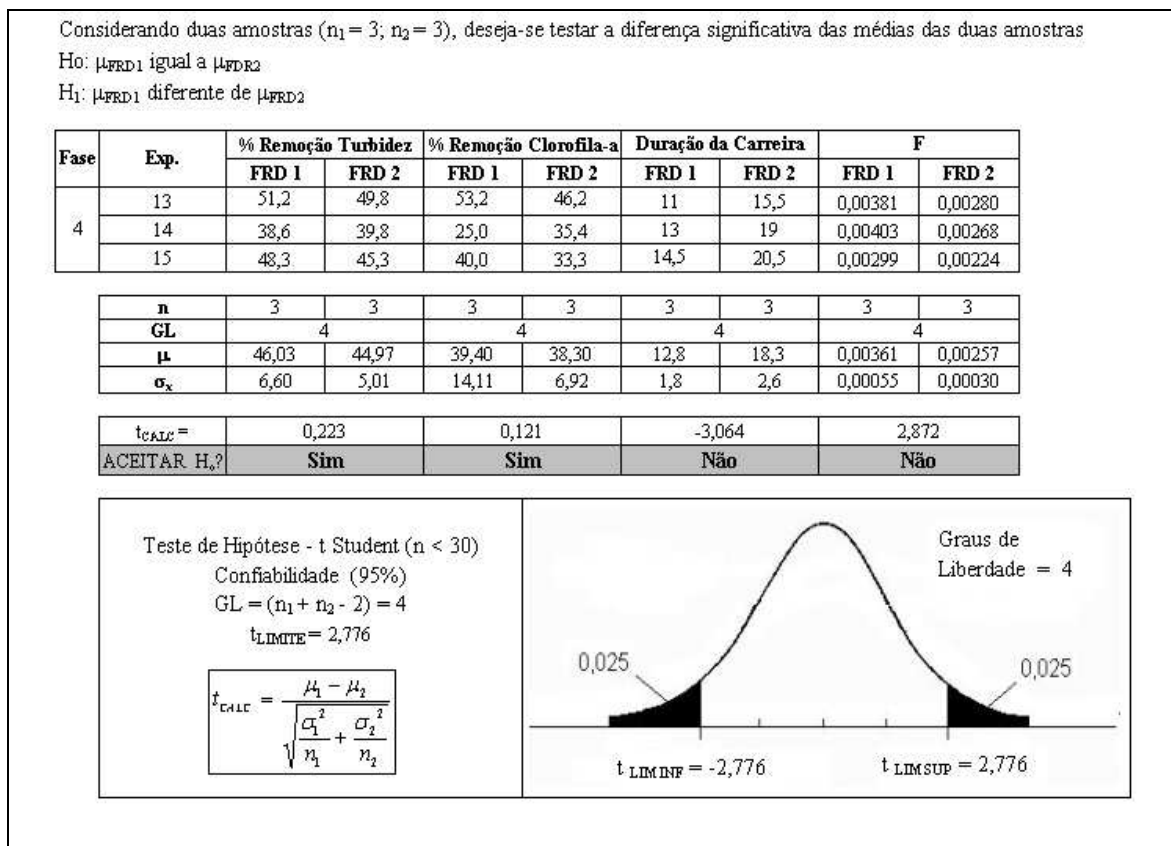 Considerando duas amostras (n₁ = 3; n₂ = 3), deseja-se testar a diferença significativa das médias das duas amostras
Ho: μFRD1 igual a μFDR2
H₁: μFRD1 diferente de μFRD2
Fase Exp. % Remoção Turbidez % Remoção Clorofila-a Duração da Carreira F
FRD 1 FRD 2 FRD 1 FRD 2 FRD 1 FRD 2 FRD 1 FRD 2
13 51,2 49,8 53,2 46,2 11 15,5 0,00381 0,00280
4 14 38,6 39,8 25,0 35,4 13 19 0,00403 0,00268
15 48,3 45,3 40,0 33,3 14,5 20,5 0,00299 0,00224
n 3 3 3 3 3 3 3 3
GL 4 4 4 4
μ 46,03 44,97 39,40 38,30 12,8 18,3 0,00361 0,00257
σx 6,60 5,01 14,11 6,92 1,8 2,6 0,00055 0,00030
tCALC = 0,223 0,121 -3,064 2,872
ACEITAR Hₒ? Sim Sim Não Não
Teste de Hipótese - t Student (n < 30)
Confiabilidade (95%)
GL = (n₁ + n₂ - 2) = 4
tLIMITE = 2,776
tCALC = (μ₁ − μ₂) / √(σ₁²/n₁ + σ₂²/n₂)
Graus de
Liberdade = 4
0,025 0,025
t LIM INF = -2,776 t LIM SUP = 2,776